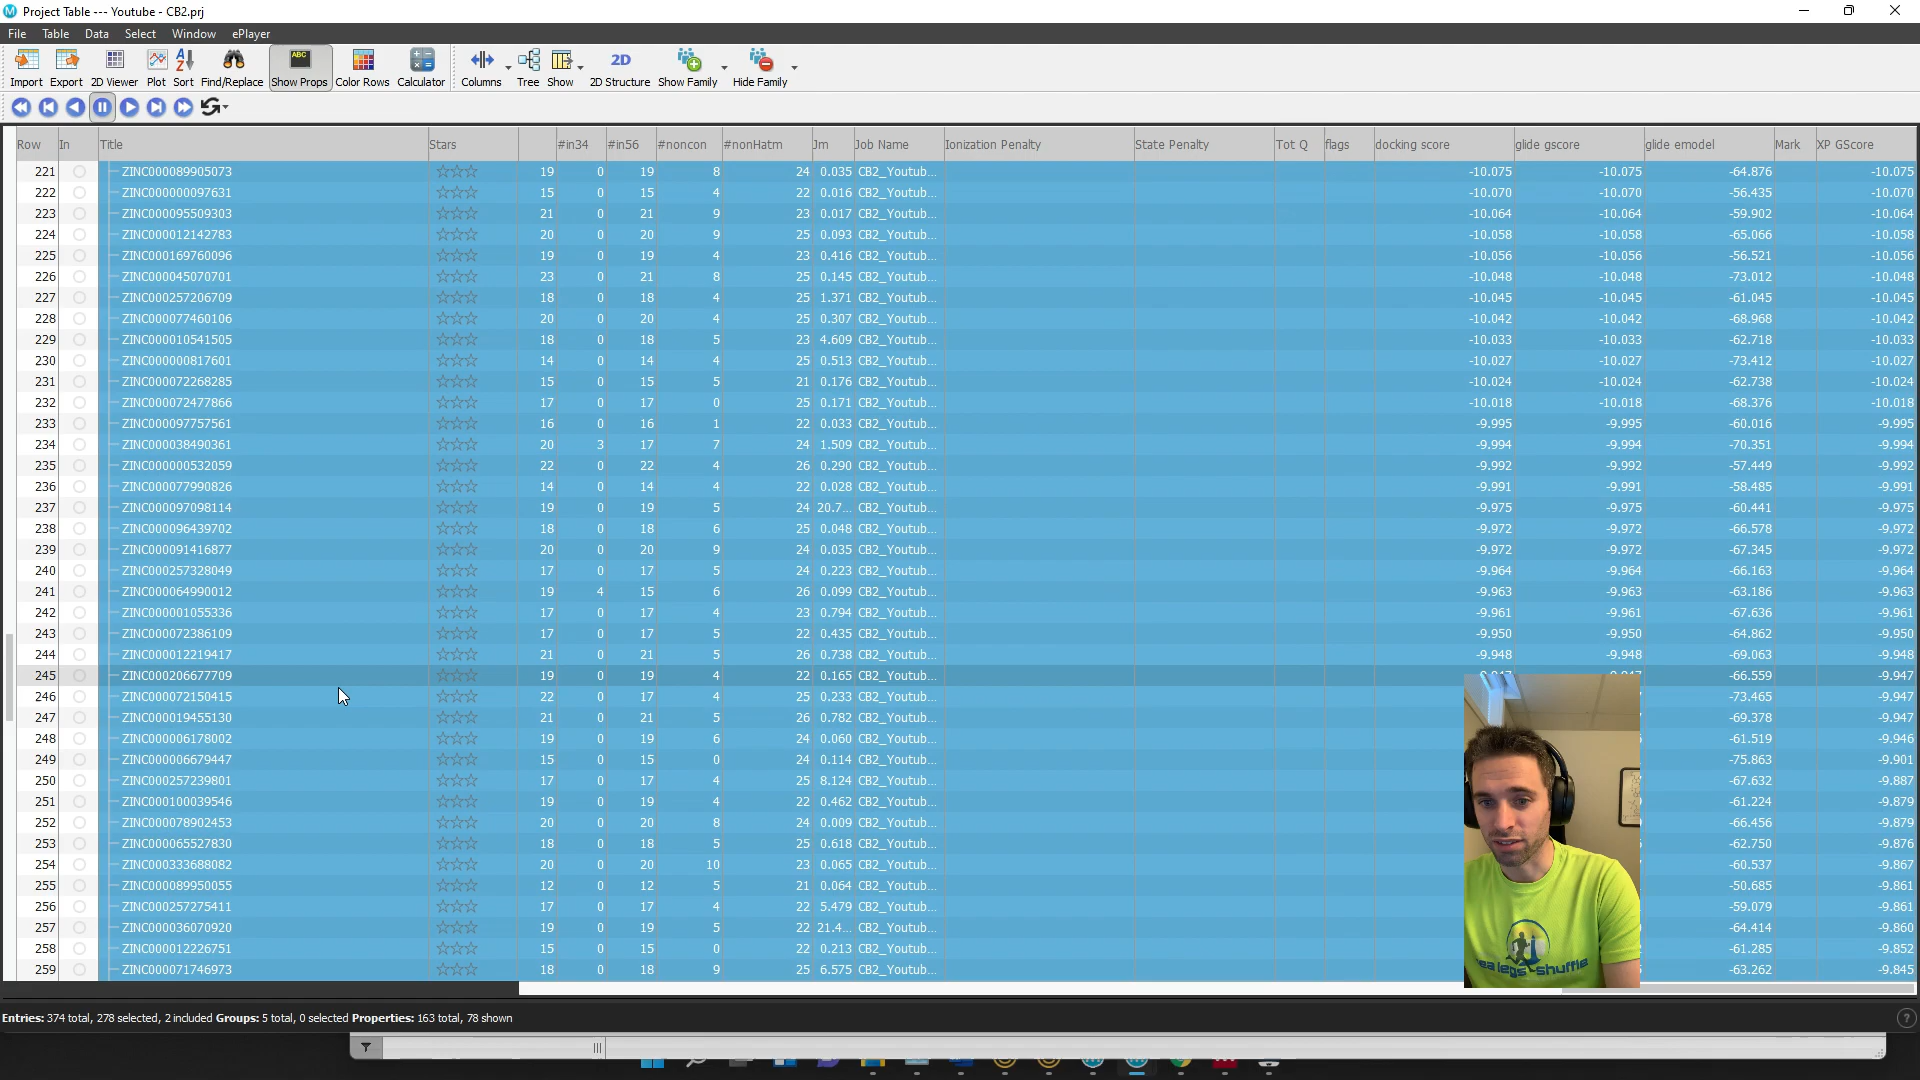 Project Table --- Youtube - CB2.prj
File Table Data Select Window ePlayer
Import Export 2D Viewer Plot Sort Find/Replace Show Props Color Rows Calculator Columns Tree Show 2D Structure Show Family Hide Family
Row In Title Stars #in34 #in56 #noncon #nonHatm Jm Job Name Ionization Penalty State Penalty Tot Q flags docking score glide gscore glide emodel Mark XP GScore
221 ZINC000089905073 19 0 19 8 24 0.035 CB2_Youtub... -10.075 -10.075 -64.876 -10.075
222 ZINC000000097631 15 0 15 4 22 0.016 CB2_Youtub... -10.070 -10.070 -56.435 -10.070
223 ZINC000095509303 21 0 21 9 23 0.017 CB2_Youtub... -10.064 -10.064 -59.902 -10.064
224 ZINC000012142783 20 0 20 9 25 0.093 CB2_Youtub... -10.058 -10.058 -65.066 -10.058
225 ZINC000169760096 19 0 19 4 23 0.416 CB2_Youtub... -10.056 -10.056 -56.521 -10.056
226 ZINC000045070701 23 0 21 8 25 0.145 CB2_Youtub... -10.048 -10.048 -73.012 -10.048
227 ZINC000257206709 18 0 18 4 25 1.371 CB2_Youtub... -10.045 -10.045 -61.045 -10.045
228 ZINC000077460106 20 0 20 4 25 0.307 CB2_Youtub... -10.042 -10.042 -68.968 -10.042
229 ZINC000010541505 18 0 18 5 23 4.609 CB2_Youtub... -10.033 -10.033 -62.718 -10.033
230 ZINC000000817601 14 0 14 4 25 0.513 CB2_Youtub... -10.027 -10.027 -73.412 -10.027
231 ZINC000072268285 15 0 15 5 21 0.176 CB2_Youtub... -10.024 -10.024 -62.738 -10.024
232 ZINC000072477866 17 0 17 0 25 0.171 CB2_Youtub... -10.018 -10.018 -68.376 -10.018
233 ZINC000097757561 16 0 16 1 22 0.033 CB2_Youtub... -9.995 -9.995 -60.016 -9.995
234 ZINC000038490361 20 3 17 7 24 1.509 CB2_Youtub... -9.994 -9.994 -70.351 -9.994
235 ZINC000000532059 22 0 22 4 26 0.290 CB2_Youtub... -9.992 -9.992 -57.449 -9.992
236 ZINC000077990826 14 0 14 4 22 0.028 CB2_Youtub... -9.991 -9.991 -58.485 -9.991
237 ZINC000097098114 19 0 19 5 24 20.7... CB2_Youtub... -9.975 -9.975 -60.441 -9.975
238 ZINC000096439702 18 0 18 6 25 0.048 CB2_Youtub... -9.972 -9.972 -66.578 -9.972
239 ZINC000091416877 20 0 20 9 24 0.035 CB2_Youtub... -9.972 -9.972 -67.345 -9.972
240 ZINC000257328049 17 0 17 5 24 0.223 CB2_Youtub... -9.964 -9.964 -66.163 -9.964
241 ZINC000064990012 19 4 15 6 26 0.099 CB2_Youtub... -9.963 -9.963 -63.186 -9.963
242 ZINC000001055336 17 0 17 4 23 0.794 CB2_Youtub... -9.961 -9.961 -67.636 -9.961
243 ZINC000072386109 17 0 17 5 22 0.435 CB2_Youtub... -9.950 -9.950 -64.862 -9.950
244 ZINC000012219417 21 0 21 5 26 0.738 CB2_Youtub... -9.948 -9.948 -69.063 -9.948
245 ZINC000206677709 19 0 19 4 22 0.165 CB2_Youtub... -66.559 -9.947
246 ZINC000072150415 22 0 17 4 25 0.233 CB2_Youtub... -73.465 -9.947
247 ZINC000019455130 21 0 21 5 26 0.782 CB2_Youtub... -69.378 -9.947
248 ZINC000006178002 19 0 19 6 24 0.060 CB2_Youtub... -61.519 -9.946
249 ZINC000006679447 15 0 15 0 24 0.114 CB2_Youtub... -75.863 -9.901
250 ZINC000257239801 17 0 17 4 25 8.124 CB2_Youtub... -67.632 -9.887
251 ZINC000100039546 19 0 19 4 22 0.462 CB2_Youtub... -61.224 -9.879
252 ZINC000078902453 20 0 20 8 24 0.009 CB2_Youtub... -66.456 -9.879
253 ZINC000065527830 18 0 18 5 25 0.618 CB2_Youtub... -62.750 -9.876
254 ZINC000333688082 20 0 20 10 23 0.065 CB2_Youtub... -60.537 -9.867
255 ZINC000089950055 12 0 12 5 21 0.064 CB2_Youtub... -50.685 -9.861
256 ZINC000257275411 17 0 17 4 22 5.479 CB2_Youtub... -59.079 -9.861
257 ZINC000036070920 19 0 19 5 22 21.4... CB2_Youtub... -64.414 -9.860
258 ZINC000012226751 15 0 15 0 22 0.213 CB2_Youtub... -61.285 -9.852
259 ZINC000071746973 18 0 18 9 25 6.575 CB2_Youtub... -63.262 -9.845
shuffle
Entries: 374 total, 278 selected, 2 included Groups: 5 total, 0 selected Properties: 163 total, 78 shown